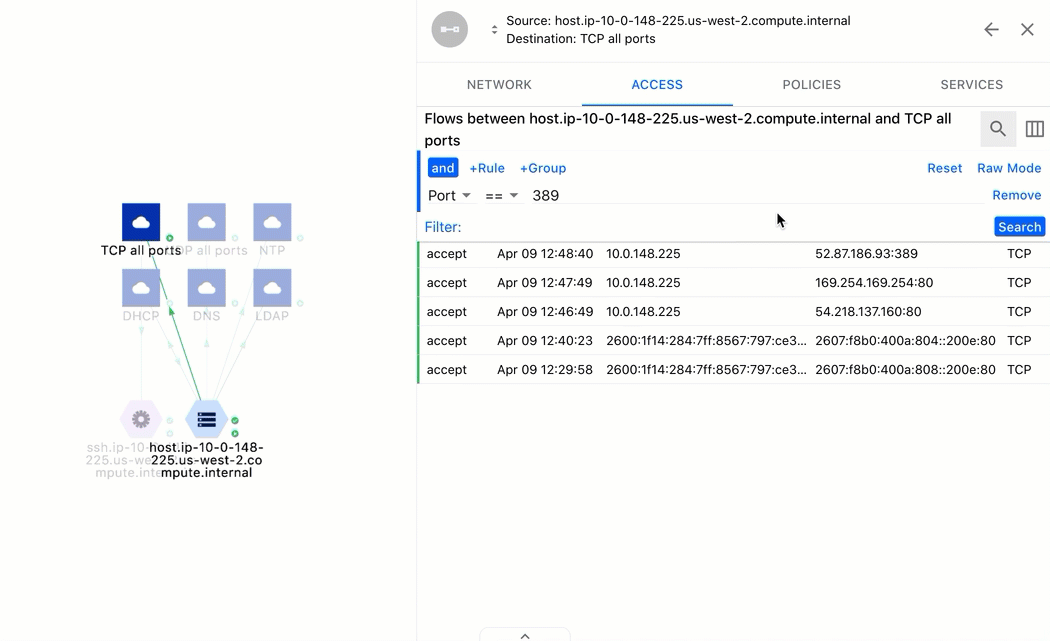 Source: host.ip-10-0-148-225.us-west-2.compute.internal
Destination: TCP all ports
NETWORK ACCESS POLICIES SERVICES
Flows between host.ip-10-0-148-225.us-west-2.compute.internal and TCP all
ports
and +Rule +Group Reset Raw Mode
Port == 389 Remove
Filter: Search
accept Apr 09 12:48:40 10.0.148.225 52.87.186.93:389 TCP
accept Apr 09 12:47:49 10.0.148.225 169.254.169.254:80 TCP
accept Apr 09 12:46:49 10.0.148.225 54.218.137.160:80 TCP
accept Apr 09 12:40:23 2600:1f14:284:7ff:8567:797:ce3... 2607:f8b0:400a:804::200e:80 TCP
accept Apr 09 12:29:58 2600:1f14:284:7ff:8567:797:ce3... 2607:f8b0:400a:808::200e:80 TCP
TCP all ports DP all ports NTP
DHCP DNS LDAP
ssh.ip-10- host.ip-10-0-148-
225.us-we 225.us-west-2.co
mpute.inte mpute.internal